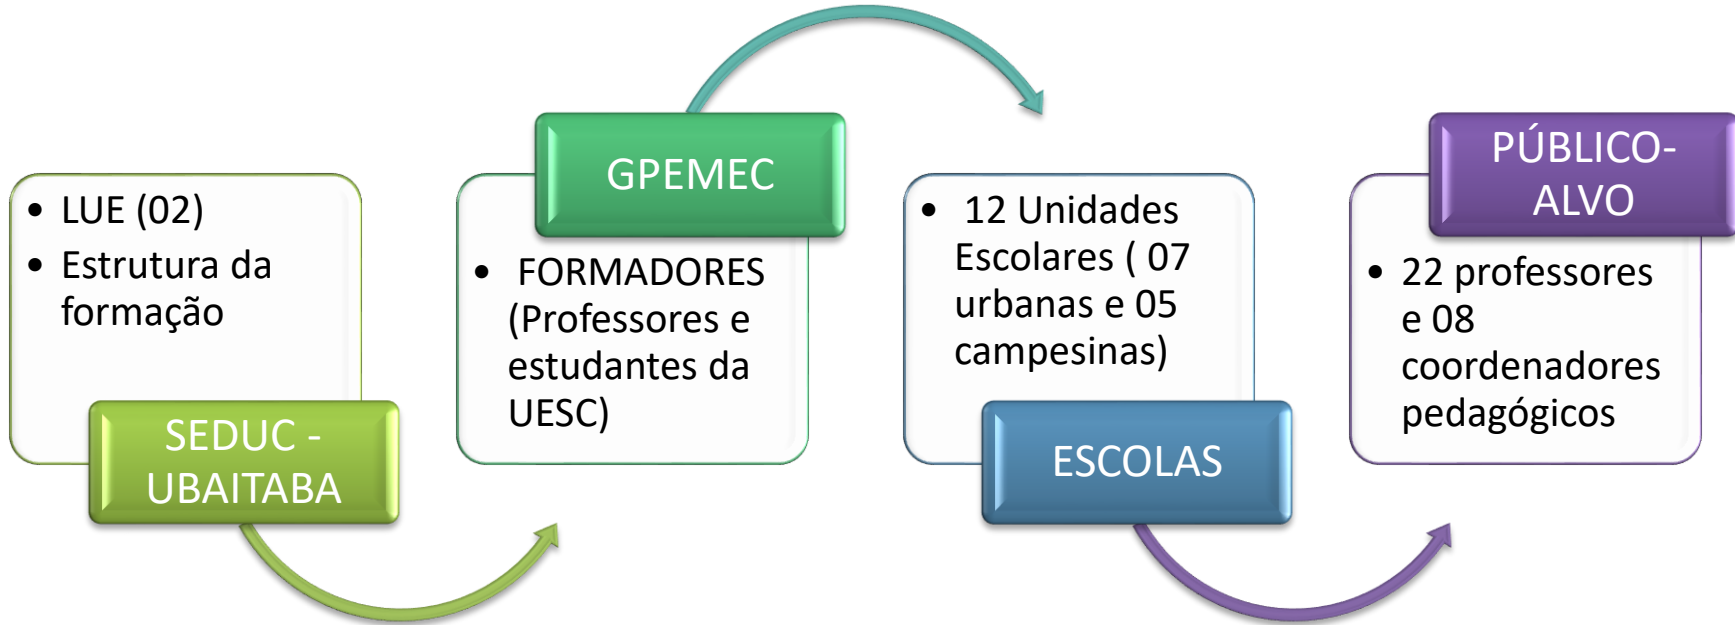 • LUE (02)
• Estrutura da
formação
SEDUC -
UBAITABA
GPEMEC
• FORMADORES
(Professores e
estudantes da
UESC)
• 12 Unidades
Escolares ( 07
urbanas e 05
campesinas)
ESCOLAS
PÚBLICO-
ALVO
• 22 professores
e 08
coordenadores
pedagógicos